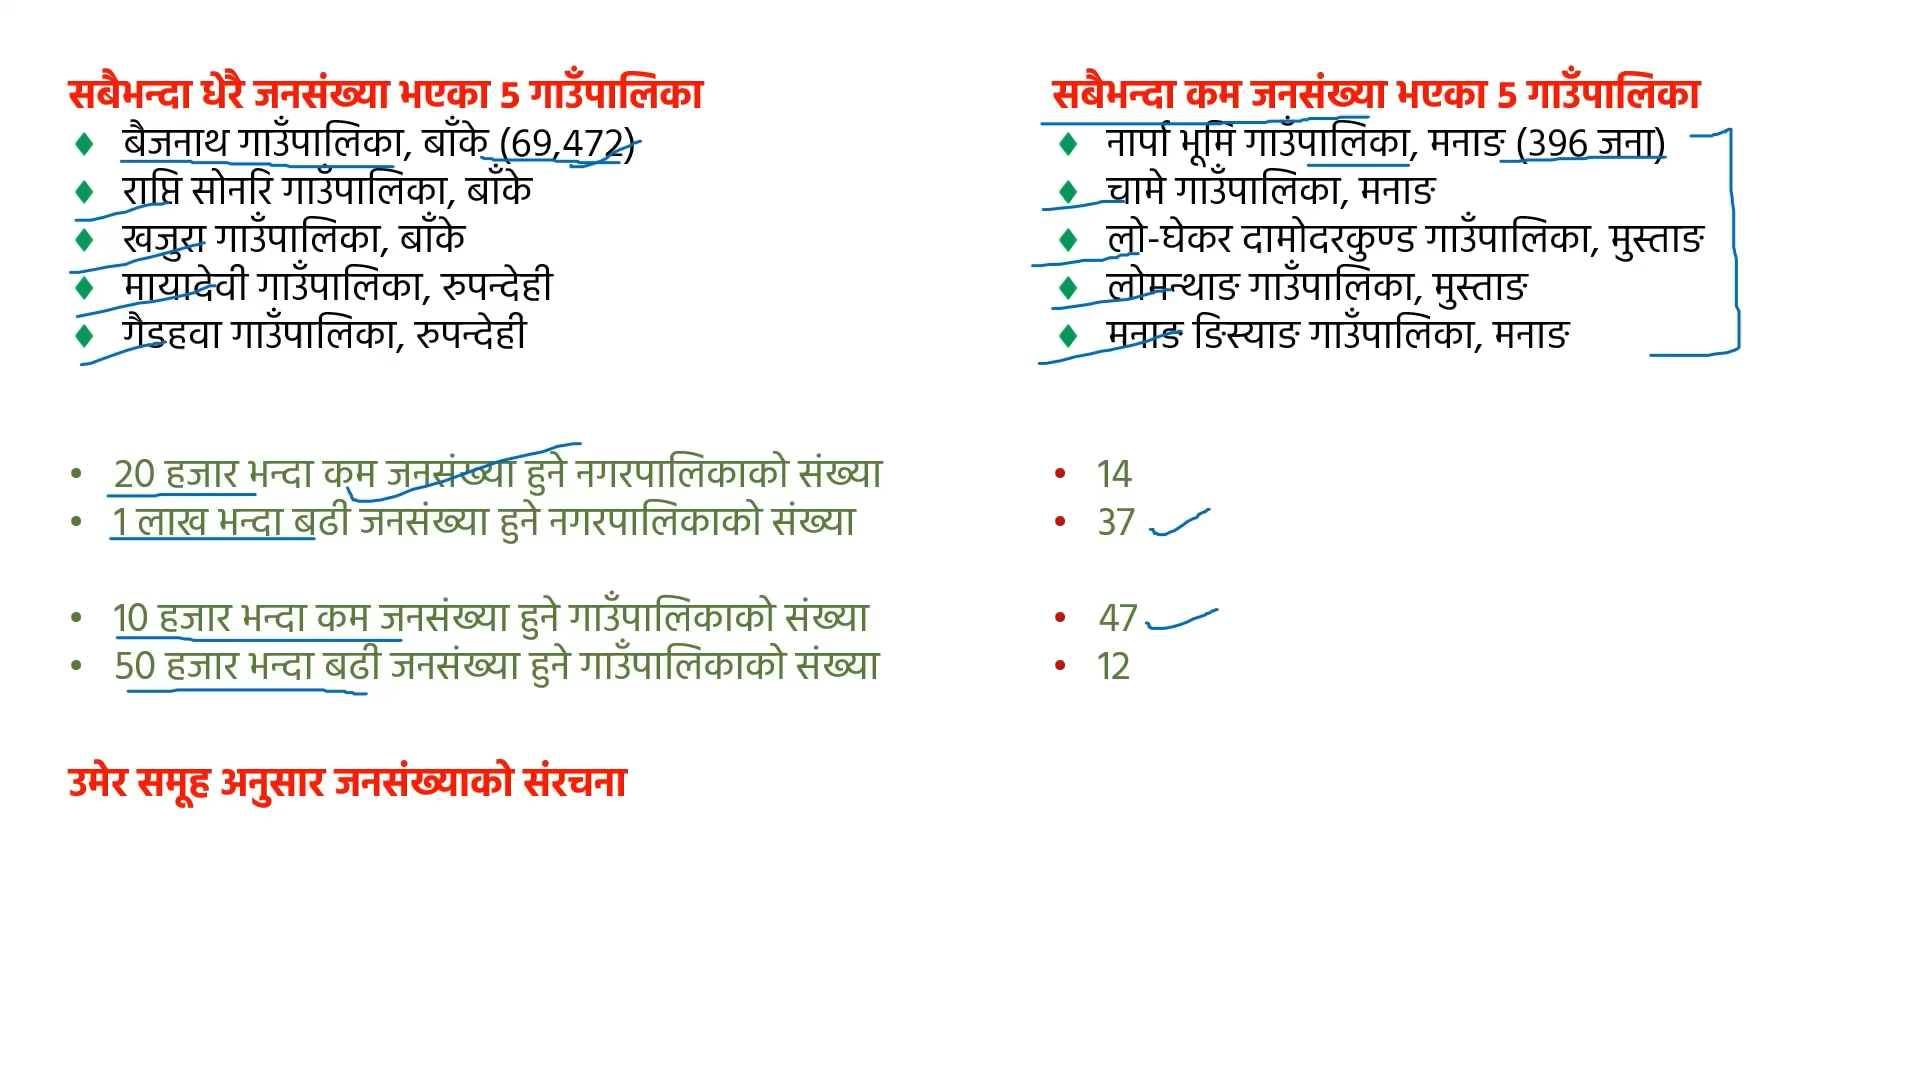 सबैभन्दा धेरै जनसंख्या भएका 5 गाउँपालिका
बैजनाथ गाउँपालिका, बाँके (69,472)
राप्ति सोनरि गाउँपालिका, बाँके
खजुरा गाउँपालिका, बाँके
मायादेवी गाउँपालिका, रुपन्देही
गैडहवा गाउँपालिका, रुपन्देही
सबैभन्दा कम जनसंख्या भएका 5 गाउँपालिका
नार्पा भूमि गाउँपालिका, मनाङ (396 जना)
चामे गाउँपालिका, मनाङ
लो-घेकर दामोदरकुण्ड गाउँपालिका, मुस्ताङ
लोमन्थाङ गाउँपालिका, मुस्ताङ
मनाङ ङिस्याङ गाउँपालिका, मनाङ
20 हजार भन्दा कम जनसंख्या हुने नगरपालिकाको संख्या 14
1 लाख भन्दा बढी जनसंख्या हुने नगरपालिकाको संख्या 37
10 हजार भन्दा कम जनसंख्या हुने गाउँपालिकाको संख्या 47
50 हजार भन्दा बढी जनसंख्या हुने गाउँपालिकाको संख्या 12
उमेर समूह अनुसार जनसंख्याको संरचना